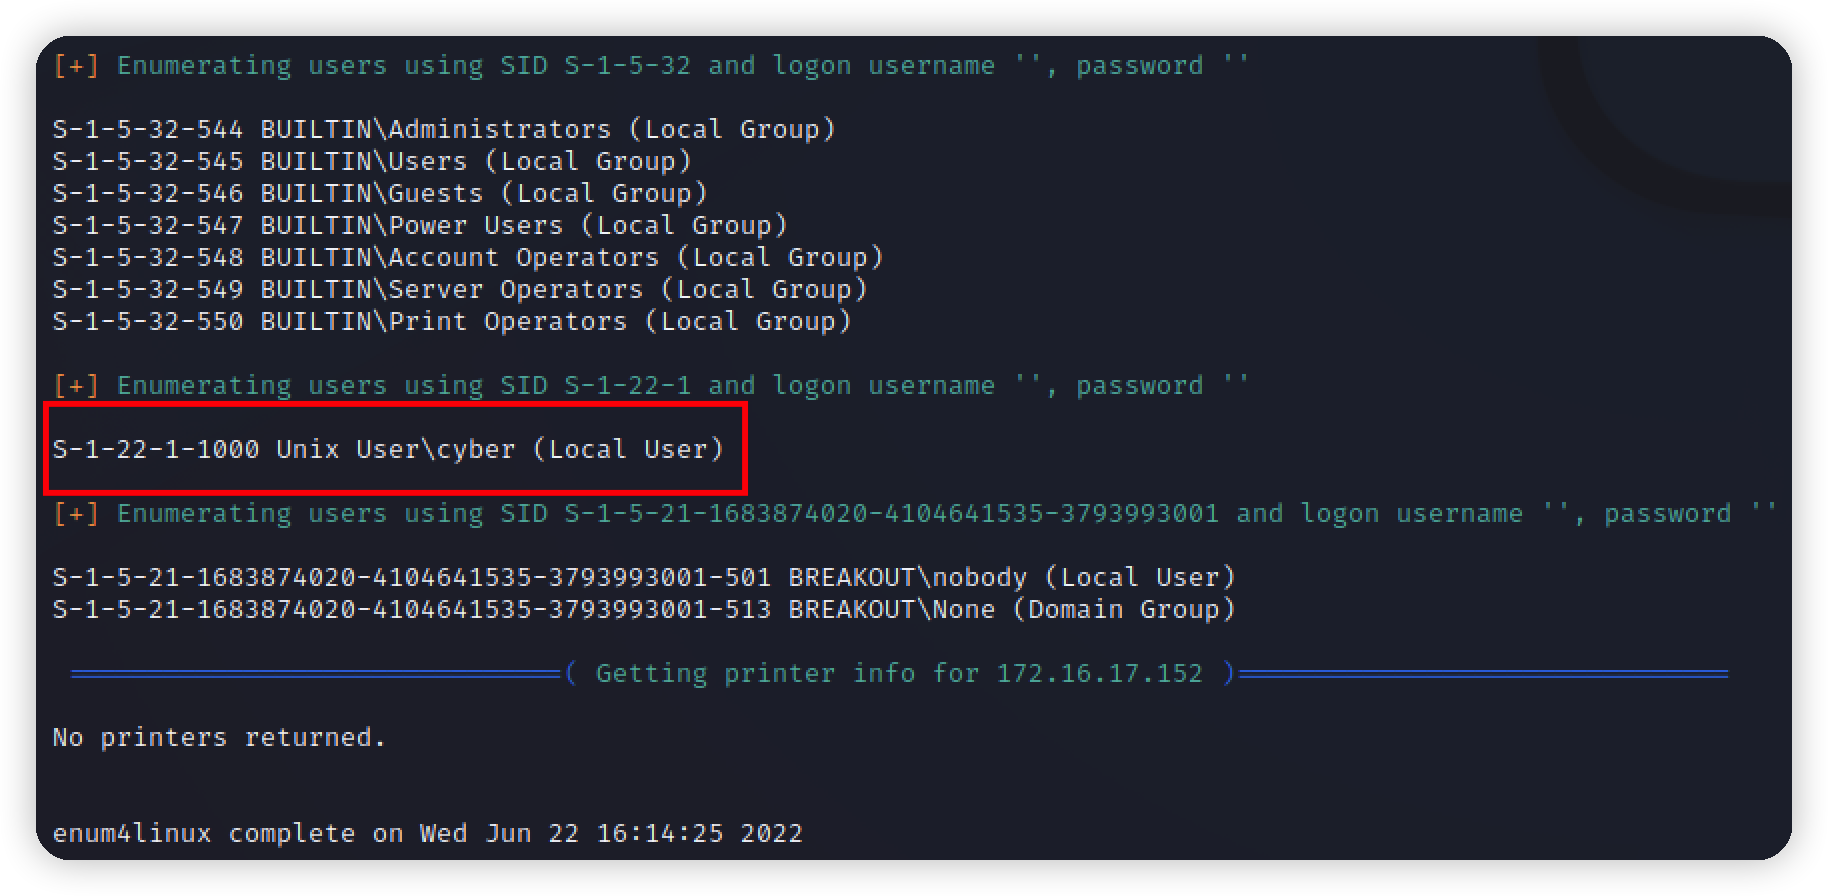 [+] Enumerating users using SID S-1-5-32 and logon username '', password ''
S-1-5-32-544 BUILTIN\Administrators (Local Group)
S-1-5-32-545 BUILTIN\Users (Local Group)
S-1-5-32-546 BUILTIN\Guests (Local Group)
S-1-5-32-547 BUILTIN\Power Users (Local Group)
S-1-5-32-548 BUILTIN\Account Operators (Local Group)
S-1-5-32-549 BUILTIN\Server Operators (Local Group)
S-1-5-32-550 BUILTIN\Print Operators (Local Group)
[+] Enumerating users using SID S-1-22-1 and logon username '', password ''
S-1-22-1-1000 Unix User\cyber (Local User)
[+] Enumerating users using SID S-1-5-21-1683874020-4104641535-3793993001 and logon username '', password ''
S-1-5-21-1683874020-4104641535-3793993001-501 BREAKOUT\nobody (Local User)
S-1-5-21-1683874020-4104641535-3793993001-513 BREAKOUT\None (Domain Group)
( Getting printer info for 172.16.17.152 )
No printers returned.
enum4linux complete on Wed Jun 22 16:14:25 2022